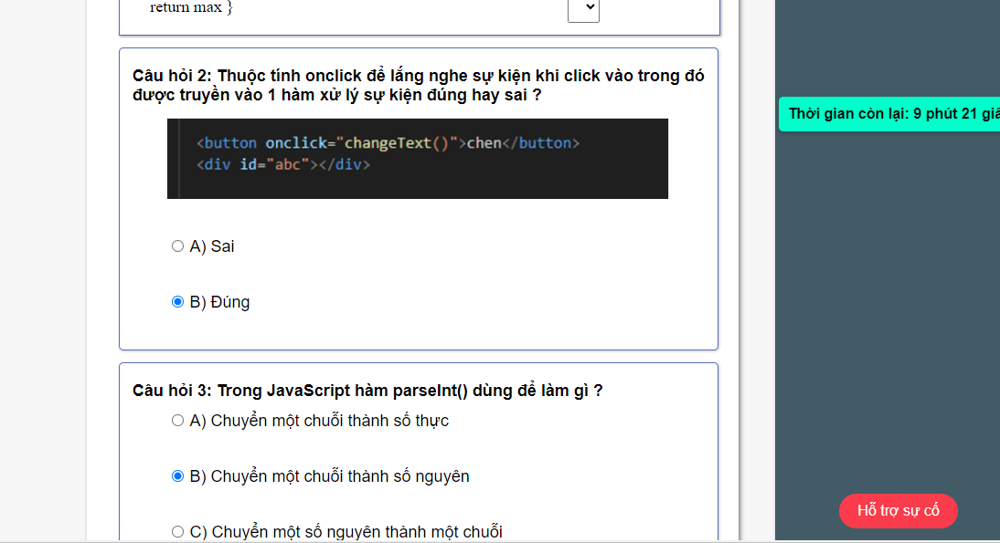 return max }
Câu hỏi 2: Thuộc tính onclick để lắng nghe sự kiện khi click vào trong đó
được truyền vào 1 hàm xử lý sự kiện đúng hay sai ?
Thời gian còn lại: 9 phút 21 giâ
<button onclick="changeText()">chen</button>
<div id="abc"></div>
A) Sai
B) Đúng
Câu hỏi 3: Trong JavaScript hàm parseInt() dùng để làm gì ?
A) Chuyển một chuỗi thành số thực
B) Chuyển một chuỗi thành số nguyên
Hỗ trợ sự cố
C) Chuyển một số nguyên thành một chuỗi